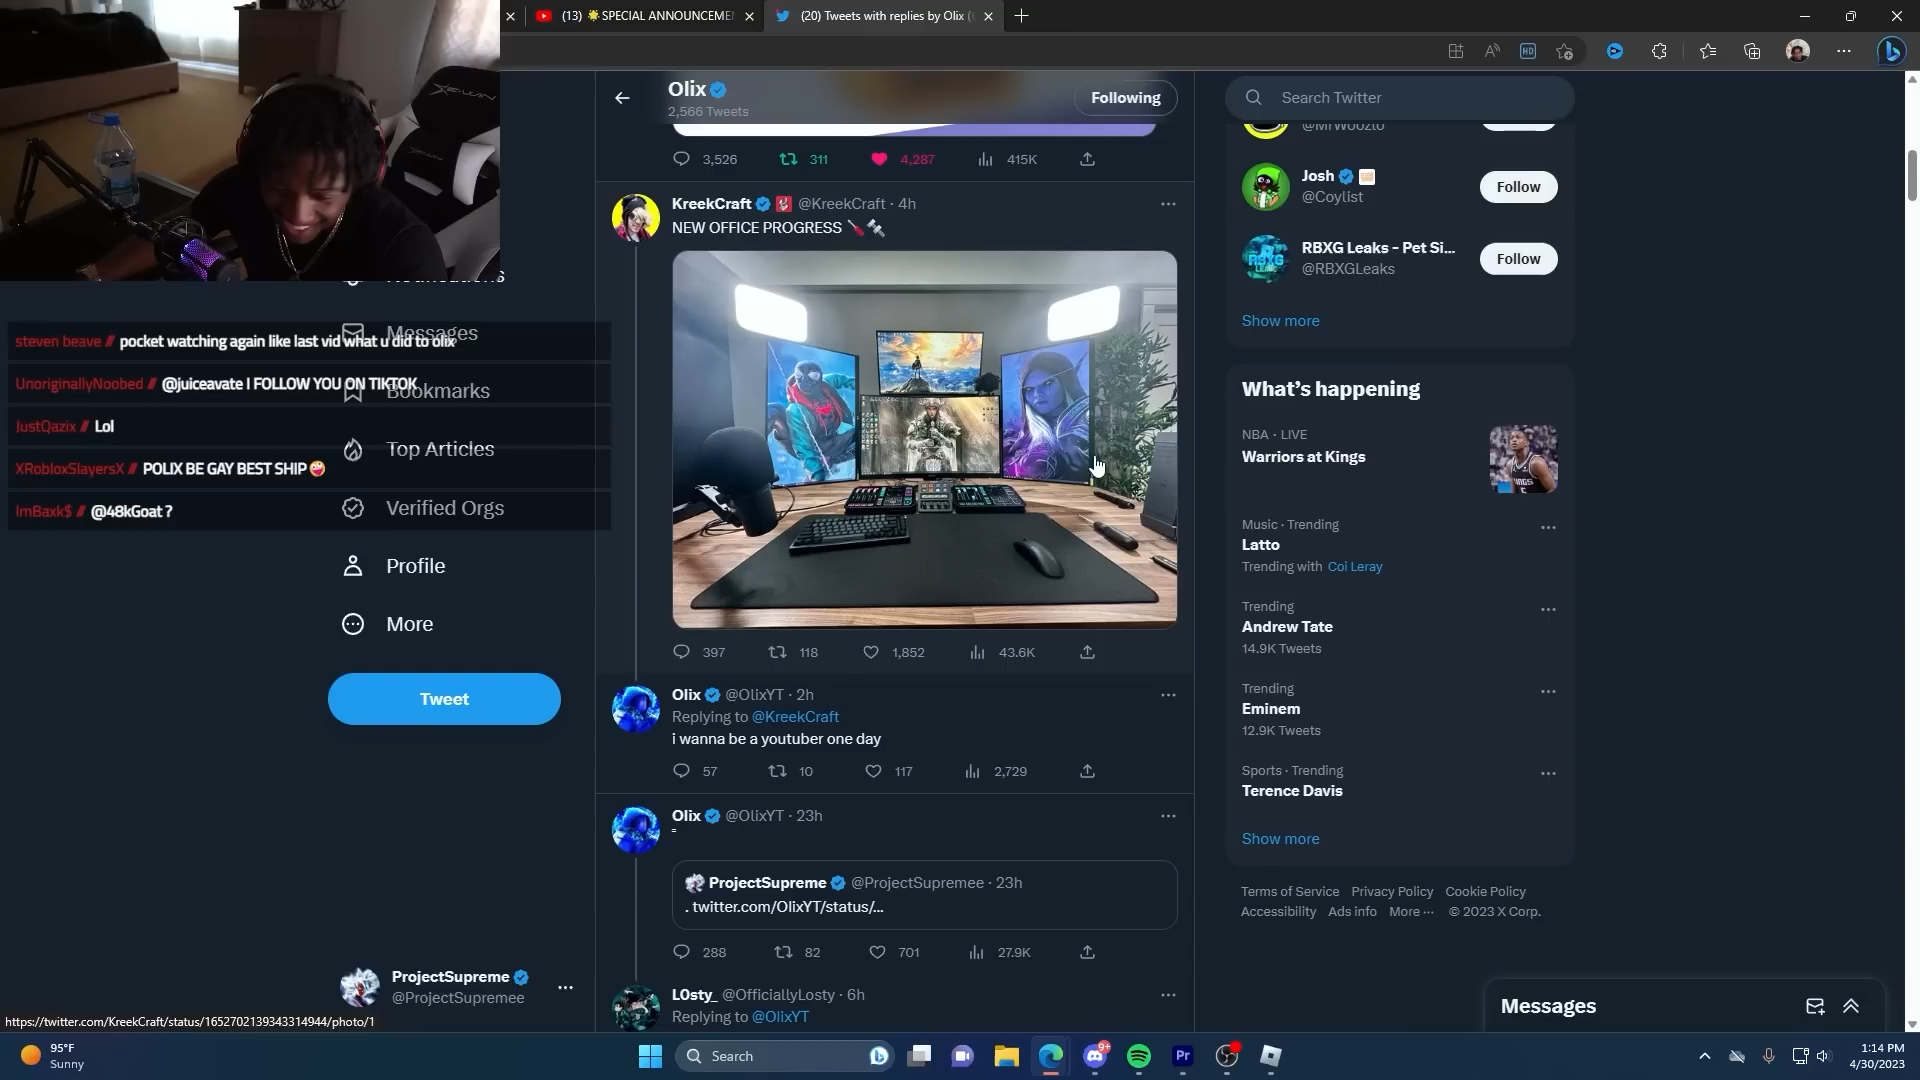 (13) 🌟SPECIAL ANNOUNCEMEN
(20) Tweets with replies by Olix (
Olix
2,566 Tweets
Following
3,526 311 4,287 415K
KreekCraft @KreekCraft · 4h
NEW OFFICE PROGRESS 🪛🔩
397 118 1,852 43.6K
Olix @OlixYT · 2h
Replying to @KreekCraft
i wanna be a youtuber one day
57 10 117 2,729
Olix @OlixYT · 23h
=
ProjectSupreme @ProjectSupremee · 23h
. twitter.com/OlixYT/status/...
288 82 701 27.9K
L0sty_ @OfficiallyLosty · 6h
Replying to @OlixYT
Notifications
Messages
Bookmarks
Top Articles
Verified Orgs
Profile
More
Tweet
steven beave // pocket watching again like last vid what u did to olix
UnoriginallyNoobed // @juiceavate I FOLLOW YOU ON TIKTOK
JustQazix // Lol
XRobloxSlayersX // POLIX BE GAY BEST SHIP🤪
ImBaxk$ // @48kGoat ?
ProjectSupreme
@ProjectSupremee
https://twitter.com/KreekCraft/status/1652702139343314944/photo/1
Search Twitter
@MrWoozlo
Josh
@Coylist
Follow
RBXG Leaks - Pet Si...
@RBXGLeaks
Follow
Show more
What's happening
NBA · LIVE
Warriors at Kings
Music · Trending
Latto
Trending with Coi Leray
Trending
Andrew Tate
14.9K Tweets
Trending
Eminem
12.9K Tweets
Sports · Trending
Terence Davis
Show more
Terms of Service Privacy Policy Cookie Policy
Accessibility Ads info More ··· © 2023 X Corp.
Messages
95°F
Sunny
Search
9+
Pr
1:14 PM
4/30/2023